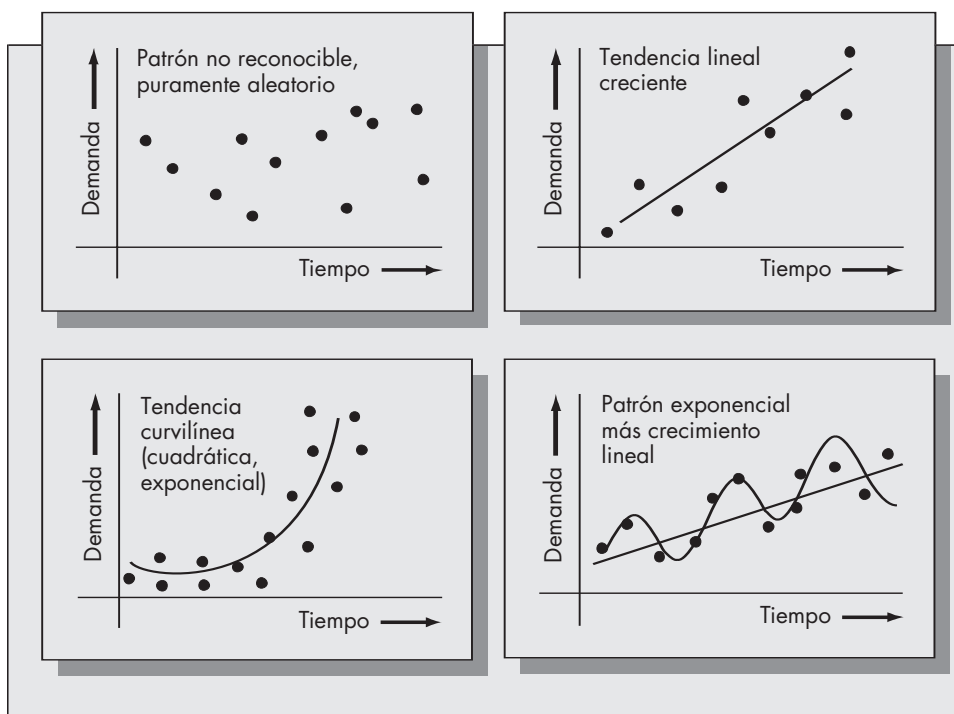 Patrón no reconocible,
puramente aleatorio
Demanda
Tiempo
Tendencia lineal
creciente
Demanda
Tiempo
Tendencia
curvilínea
(cuadrática,
exponencial)
Demanda
Tiempo
Patrón exponencial
más crecimiento
lineal
Demanda
Tiempo